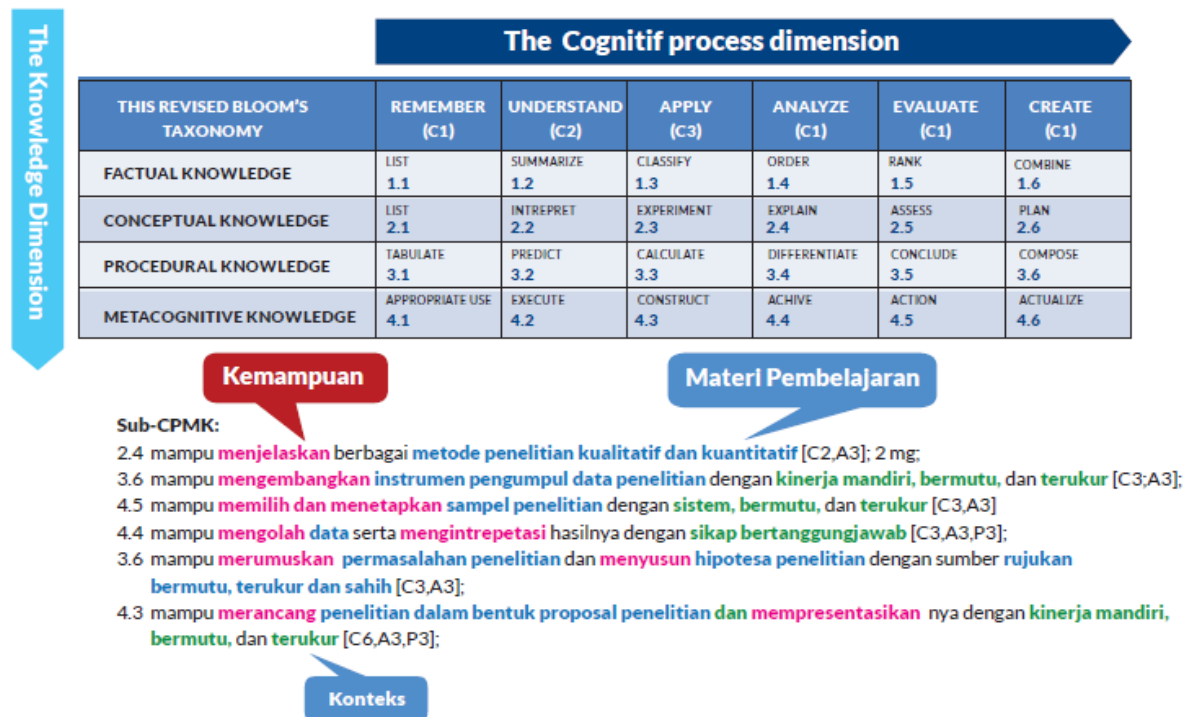 The Cognitif process dimension
The Knowledge Dimension
THIS REVISED BLOOM'S TAXONOMY
REMEMBER (C1)
UNDERSTAND (C2)
APPLY (C3)
ANALYZE (C1)
EVALUATE (C1)
CREATE (C1)
FACTUAL KNOWLEDGE
LIST 1.1
SUMMARIZE 1.2
CLASSIFY 1.3
ORDER 1.4
RANK 1.5
COMBINE 1.6
CONCEPTUAL KNOWLEDGE
LIST 2.1
INTREPRET 2.2
EXPERIMENT 2.3
EXPLAIN 2.4
ASSESS 2.5
PLAN 2.6
PROCEDURAL KNOWLEDGE
TABULATE 3.1
PREDICT 3.2
CALCULATE 3.3
DIFFERENTIATE 3.4
CONCLUDE 3.5
COMPOSE 3.6
METACOGNITIVE KNOWLEDGE
APPROPRIATE USE 4.1
EXECUTE 4.2
CONSTRUCT 4.3
ACHIVE 4.4
ACTION 4.5
ACTUALIZE 4.6
Kemampuan
Materi Pembelajaran
Sub-CPMK:
2.4 mampu menjelaskan berbagai metode penelitian kualitatif dan kuantitatif [C2,A3]; 2 mg;
3.6 mampu mengembangkan instrumen pengumpul data penelitian dengan kinerja mandiri, bermutu, dan terukur [C3;A3];
4.5 mampu memilih dan menetapkan sampel penelitian dengan sistem, bermutu, dan terukur [C3,A3]
4.4 mampu mengolah data serta mengintrepetasi hasilnya dengan sikap bertanggungjawab [C3,A3,P3];
3.6 mampu merumuskan permasalahan penelitian dan menyusun hipotesa penelitian dengan sumber rujukan
bermutu, terukur dan sahih [C3,A3];
4.3 mampu merancang penelitian dalam bentuk proposal penelitian dan mempresentasikan nya dengan kinerja mandiri,
bermutu, dan terukur [C6,A3,P3];
Konteks